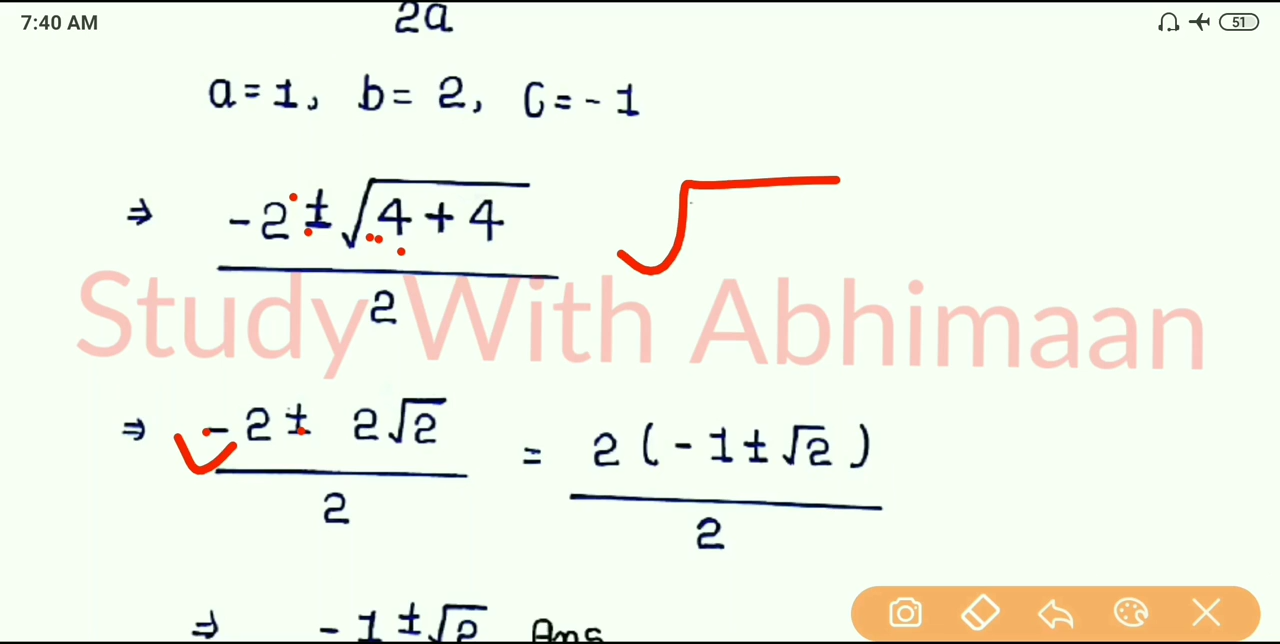 7:40 AM
51
2a
a=1, b= 2, C=-1
⇒ -2 ± √4+4
2
Study With Abhimaan
⇒ -2 ± 2√2 = 2(-1±√2)
2 2
⇒ -1±√2 Ans